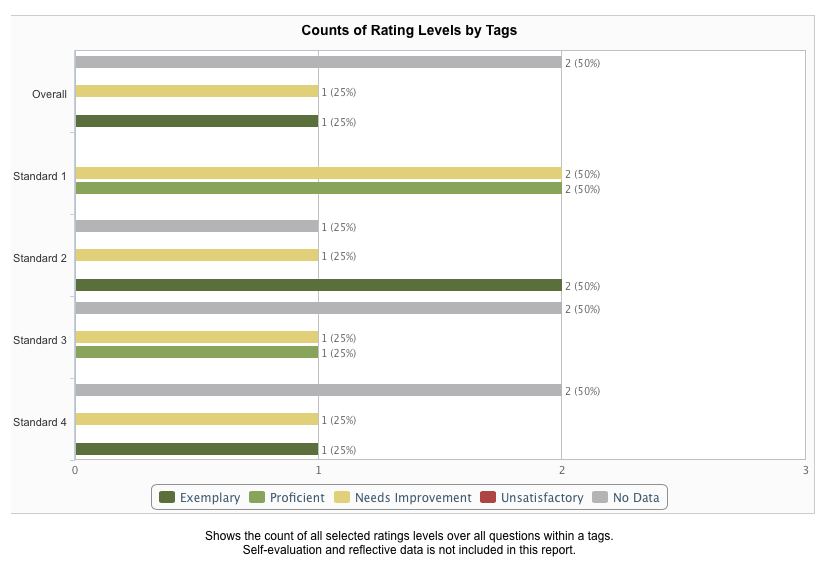 Counts of Rating Levels by Tags
2 (50%)
Overall
1 (25%)
1 (25%)
Standard 1
2 (50%)
2 (50%)
1 (25%)
Standard 2
1 (25%)
2 (50%)
2 (50%)
Standard 3
1 (25%)
1 (25%)
2 (50%)
Standard 4
1 (25%)
1 (25%)
0 1 2 3
Exemplary Proficient Needs Improvement Unsatisfactory No Data
Shows the count of all selected ratings levels over all questions within a tags.
Self-evaluation and reflective data is not included in this report.